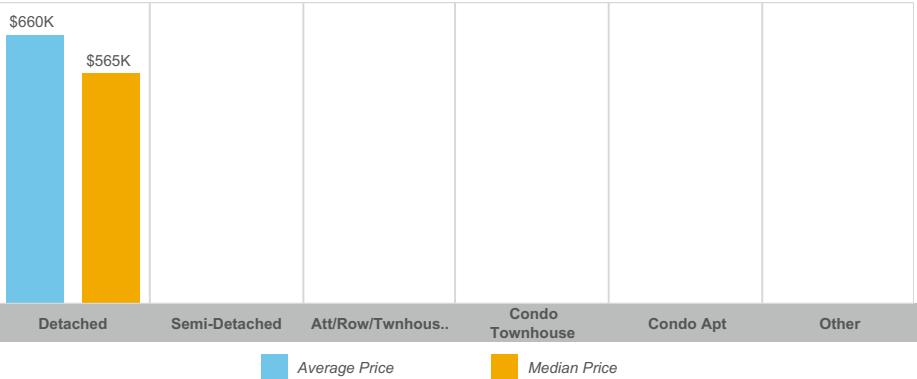 $660K
$565K
Detached
Semi-Detached
Att/Row/Twnhous..
Condo
Townhouse
Condo Apt
Other
Average Price
Median Price